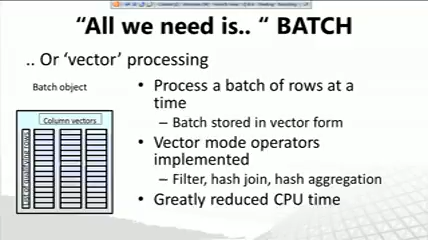 “All we need is.. “ BATCH
.. Or ‘vector’ processing
Batch object
Column vectors
• Process a batch of rows at a
time
– Batch stored in vector form
• Vector mode operators
implemented
– Filter, hash join, hash aggregation
• Greatly reduced CPU time